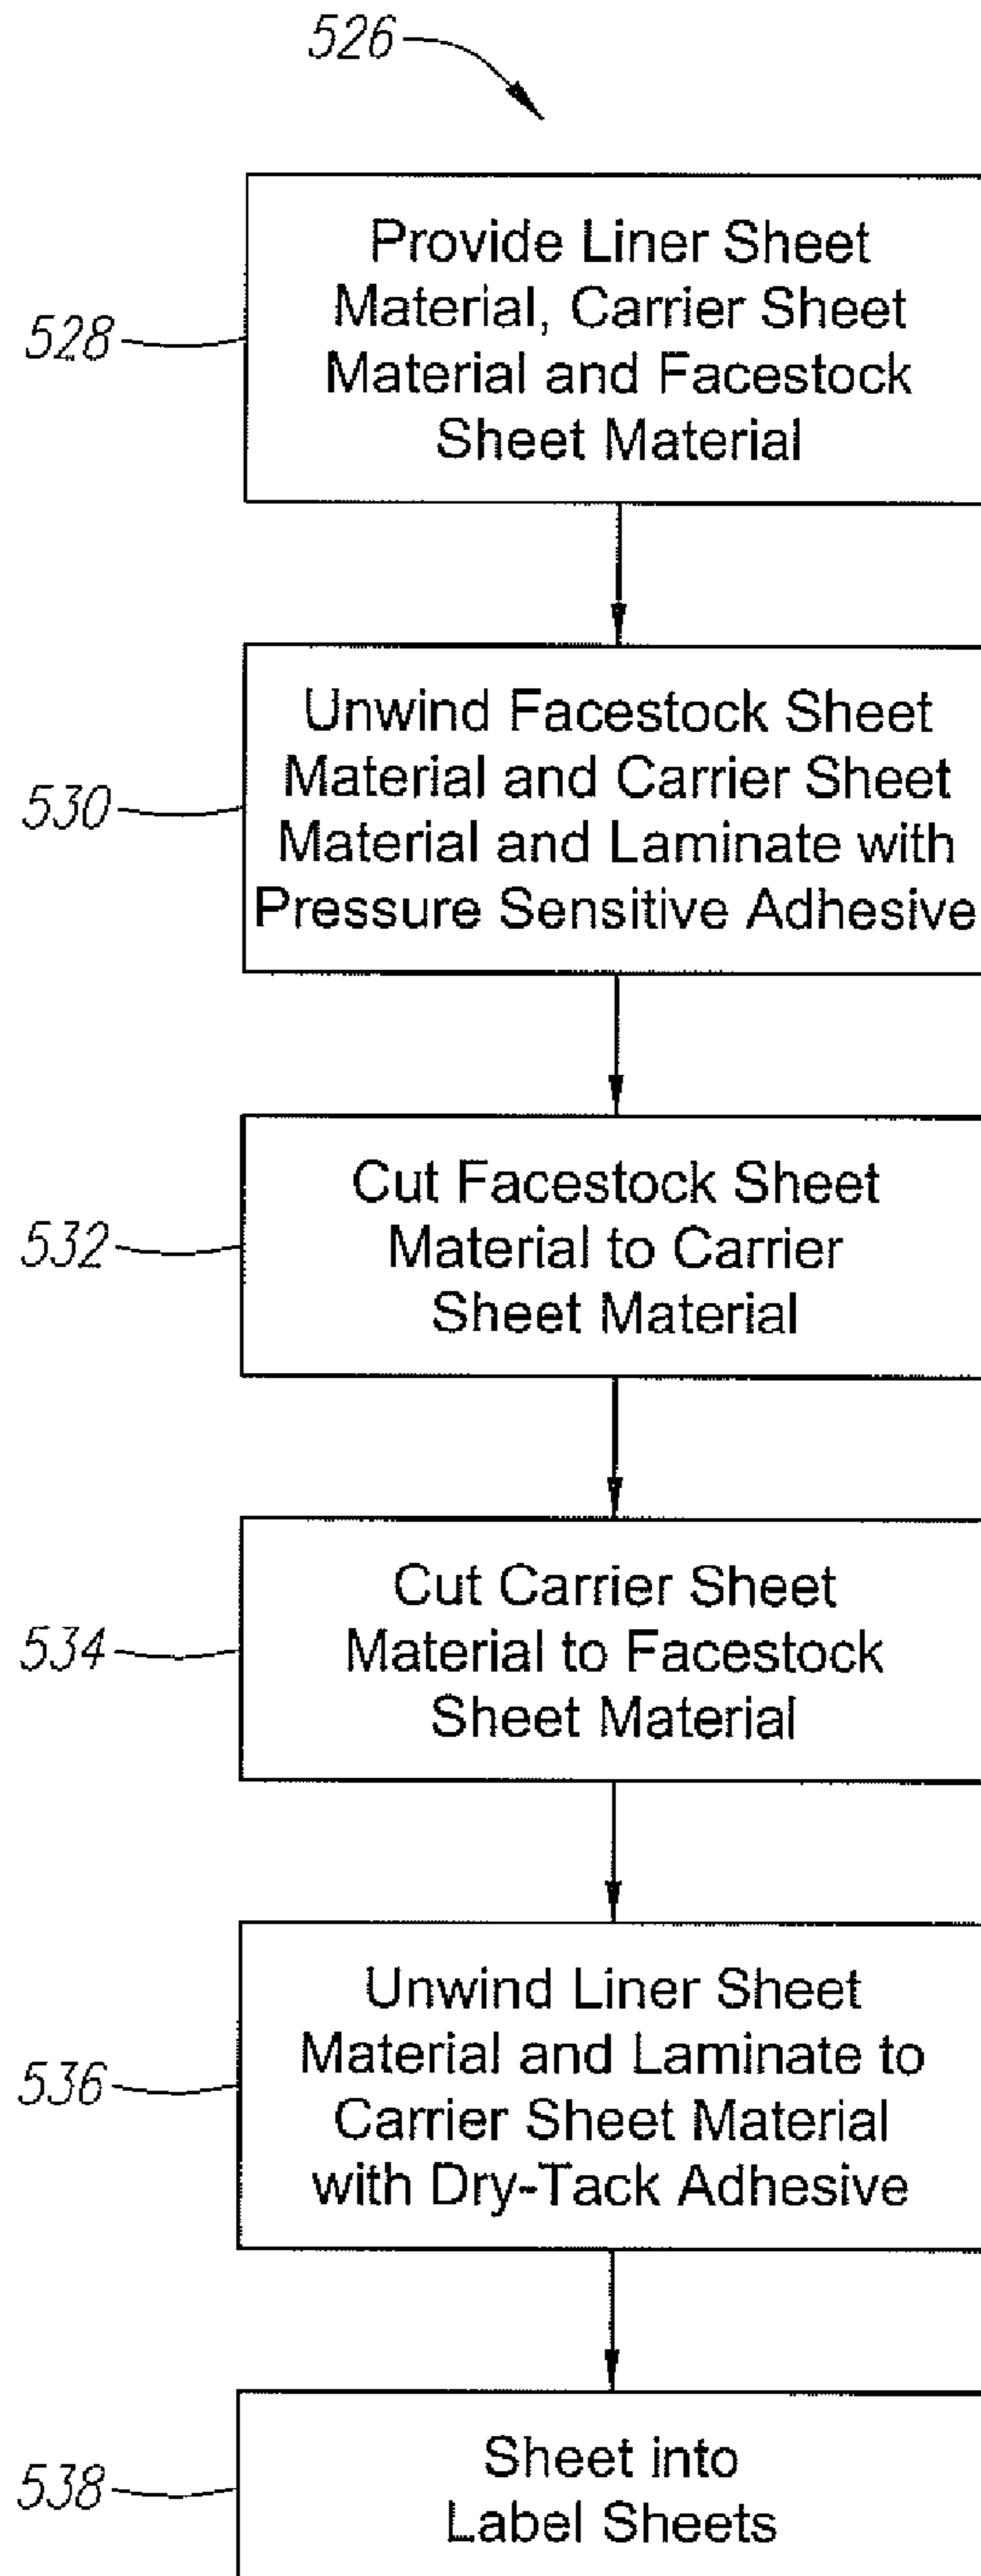 526
528
Provide Liner Sheet
Material, Carrier Sheet
Material and Facestock
Sheet Material
530
Unwind Facestock Sheet
Material and Carrier Sheet
Material and Laminate with
Pressure Sensitive Adhesive
532
Cut Facestock Sheet
Material to Carrier
Sheet Material
534
Cut Carrier Sheet
Material to Facestock
Sheet Material
536
Unwind Liner Sheet
Material and Laminate to
Carrier Sheet Material
with Dry-Tack Adhesive
538
Sheet into
Label Sheets